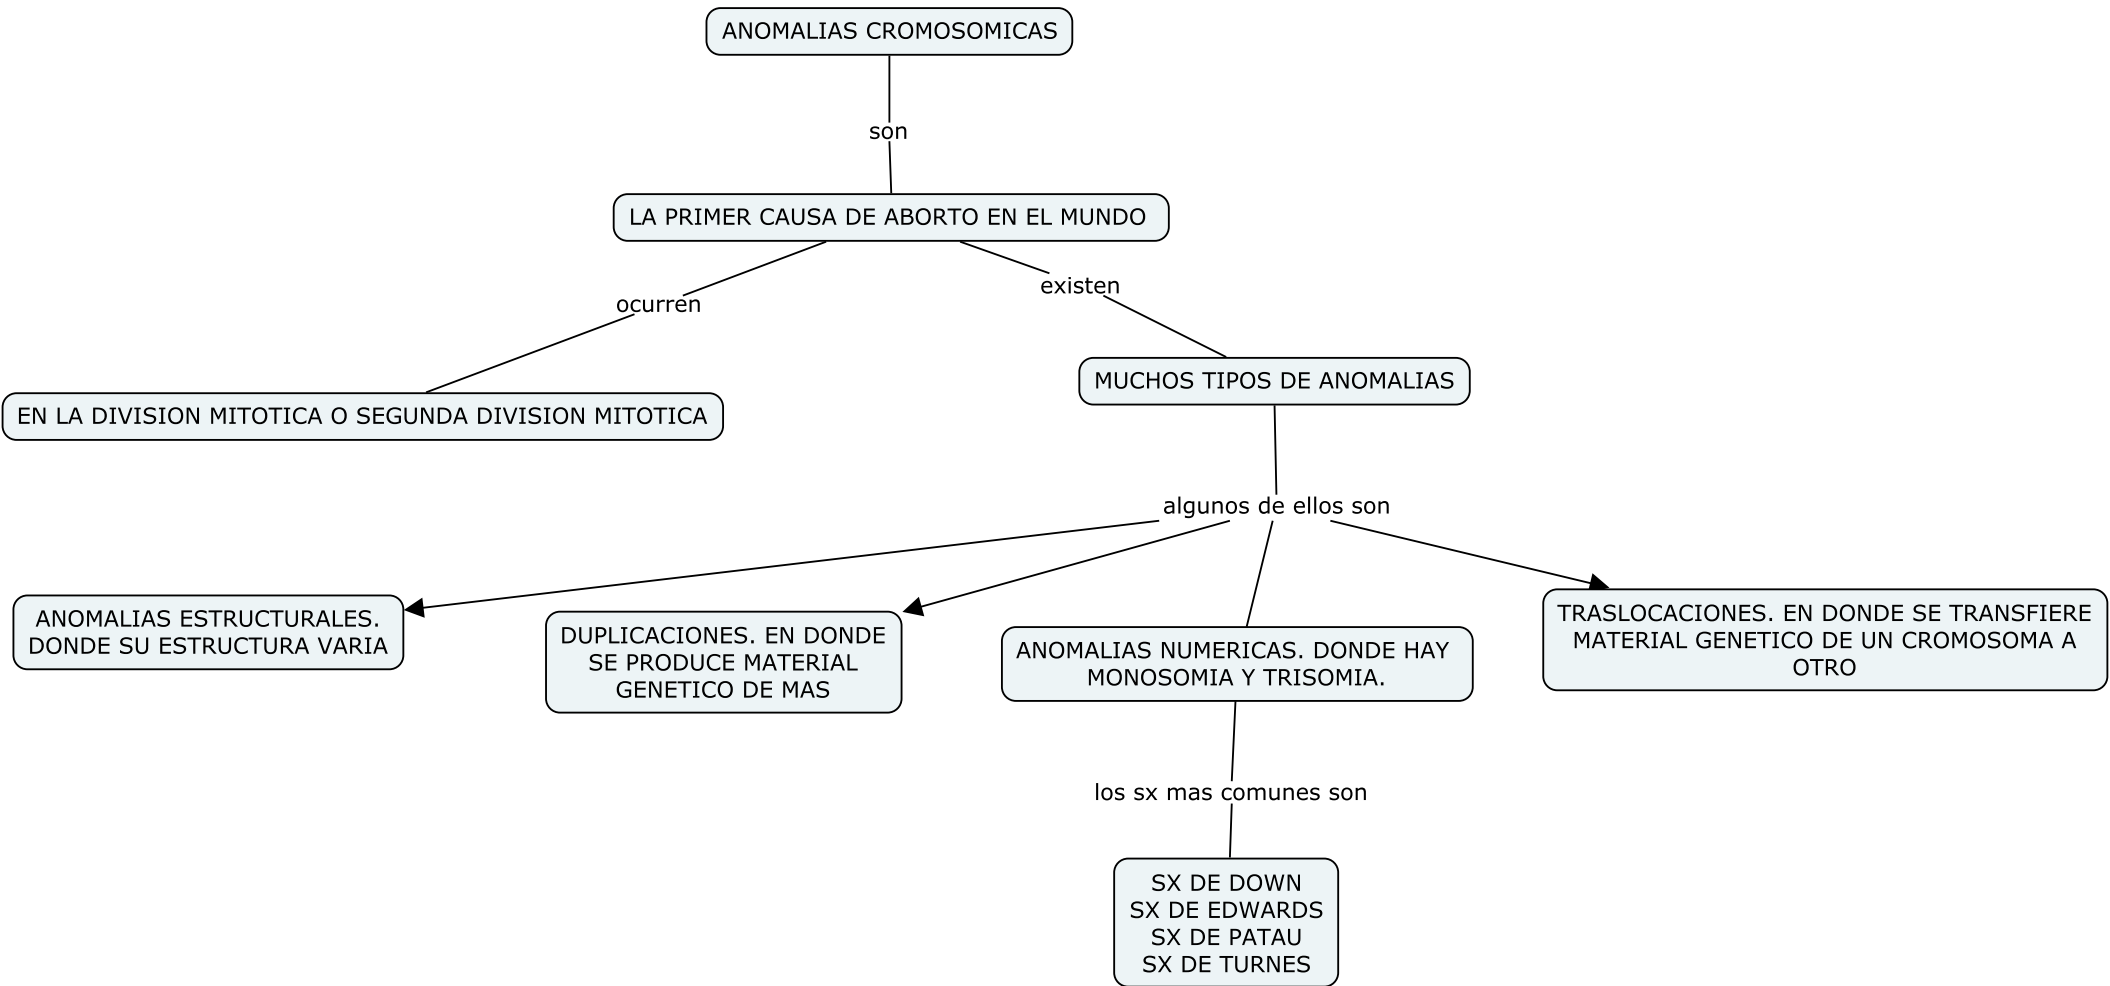 ANOMALIAS CROMOSOMICAS
son
LA PRIMER CAUSA DE ABORTO EN EL MUNDO
ocurren
existen
EN LA DIVISION MITOTICA O SEGUNDA DIVISION MITOTICA
MUCHOS TIPOS DE ANOMALIAS
algunos de ellos son
ANOMALIAS ESTRUCTURALES.
DONDE SU ESTRUCTURA VARIA
DUPLICACIONES. EN DONDE
SE PRODUCE MATERIAL
GENETICO DE MAS
ANOMALIAS NUMERICAS. DONDE HAY
MONOSOMIA Y TRISOMIA.
TRASLOCACIONES. EN DONDE SE TRANSFIERE
MATERIAL GENETICO DE UN CROMOSOMA A
OTRO
los sx mas comunes son
SX DE DOWN
SX DE EDWARDS
SX DE PATAU
SX DE TURNES